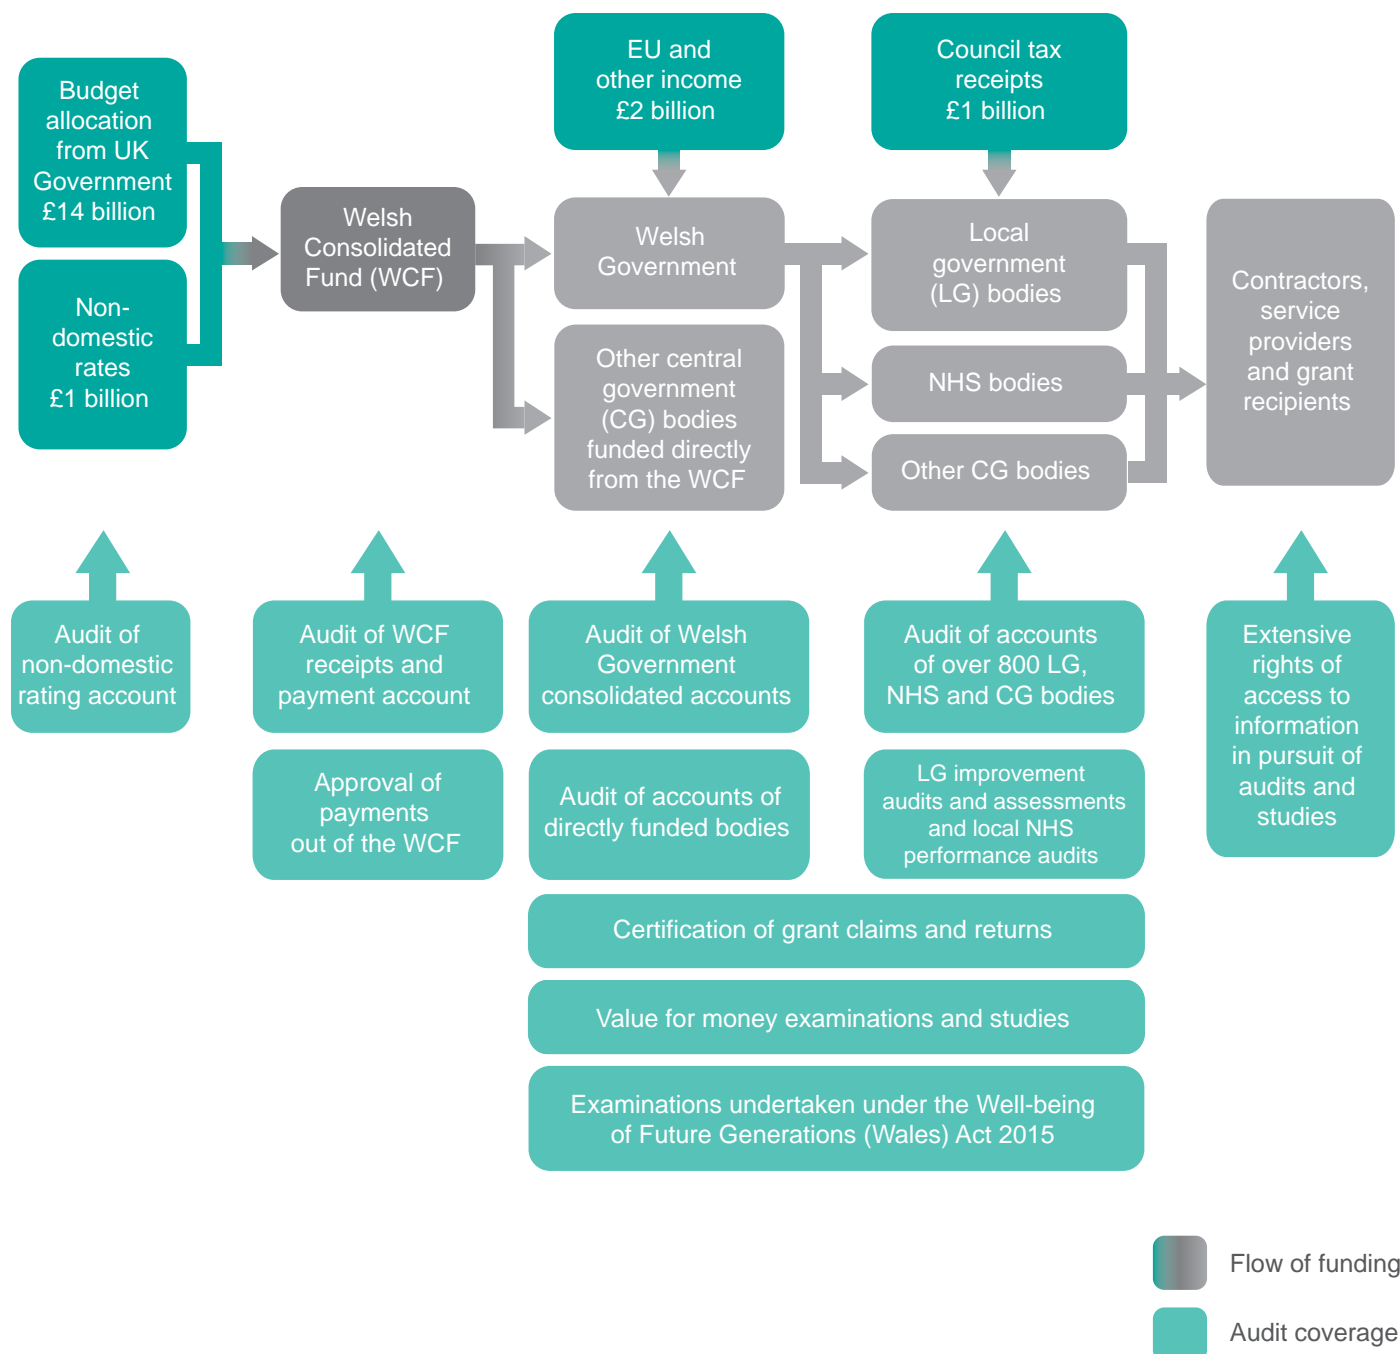 Budget
allocation
from UK
Government
£14 billion
Non-
domestic
rates
£1 billion
Welsh
Consolidated
Fund (WCF)
EU and
other income
£2 billion
Welsh
Government
Other central
government
(CG) bodies
funded directly
from the WCF
Council tax
receipts
£1 billion
Local
government
(LG) bodies
NHS bodies
Other CG bodies
Contractors,
service
providers
and grant
recipients
Audit of
non-domestic
rating account
Audit of WCF
receipts and
payment account
Approval of
payments
out of the WCF
Audit of Welsh
Government
consolidated accounts
Audit of accounts of
directly funded bodies
Audit of accounts
of over 800 LG,
NHS and CG bodies
LG improvement
audits and assessments
and local NHS
performance audits
Extensive
rights of
access to
information
in pursuit of
audits and
studies
Certification of grant claims and returns
Value for money examinations and studies
Examinations undertaken under the Well-being
of Future Generations (Wales) Act 2015
Flow of funding
Audit coverage